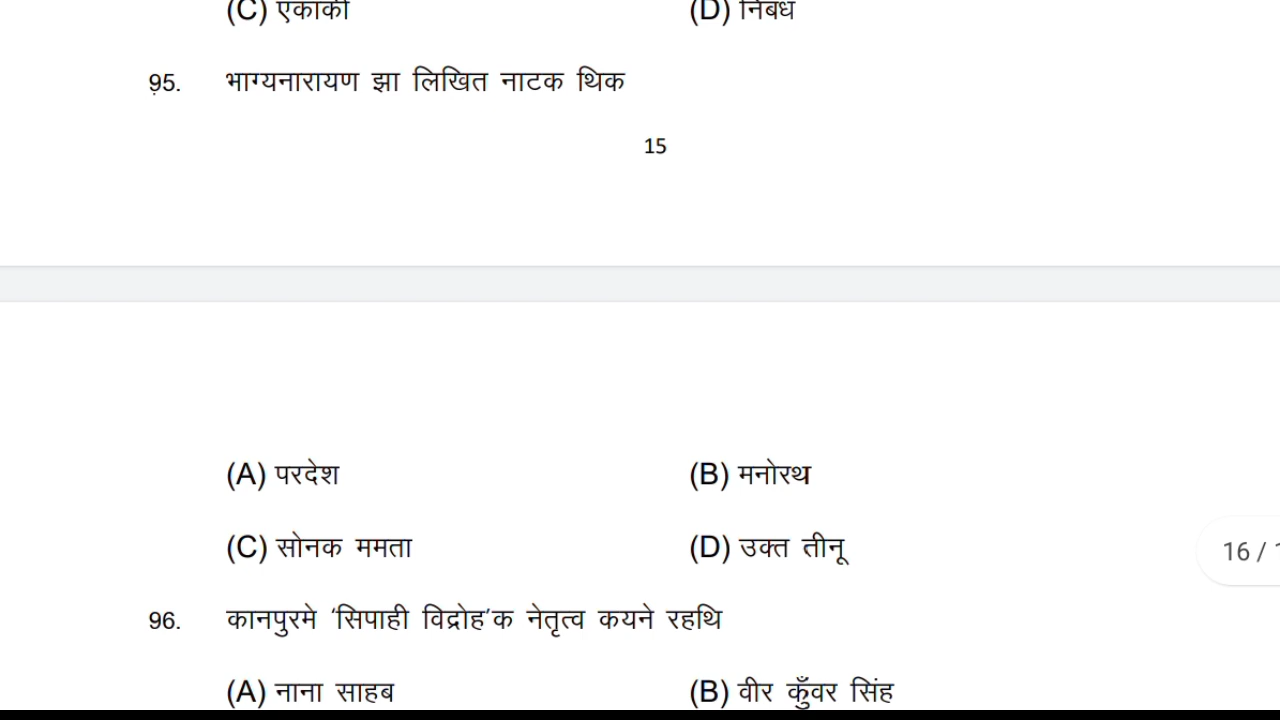 (C) एकांकी (D) निबंध
95. भाग्यनारायण झा लिखित नाटक थिक
15
(A) परदेश (B) मनोरथ
(C) सोनक ममता (D) उक्त तीनू
16 /
96. कानपुरमे ‘सिपाही विद्रोह’क नेतृत्व कयने रहथि
(A) नाना साहब (B) वीर कुँवर सिंह